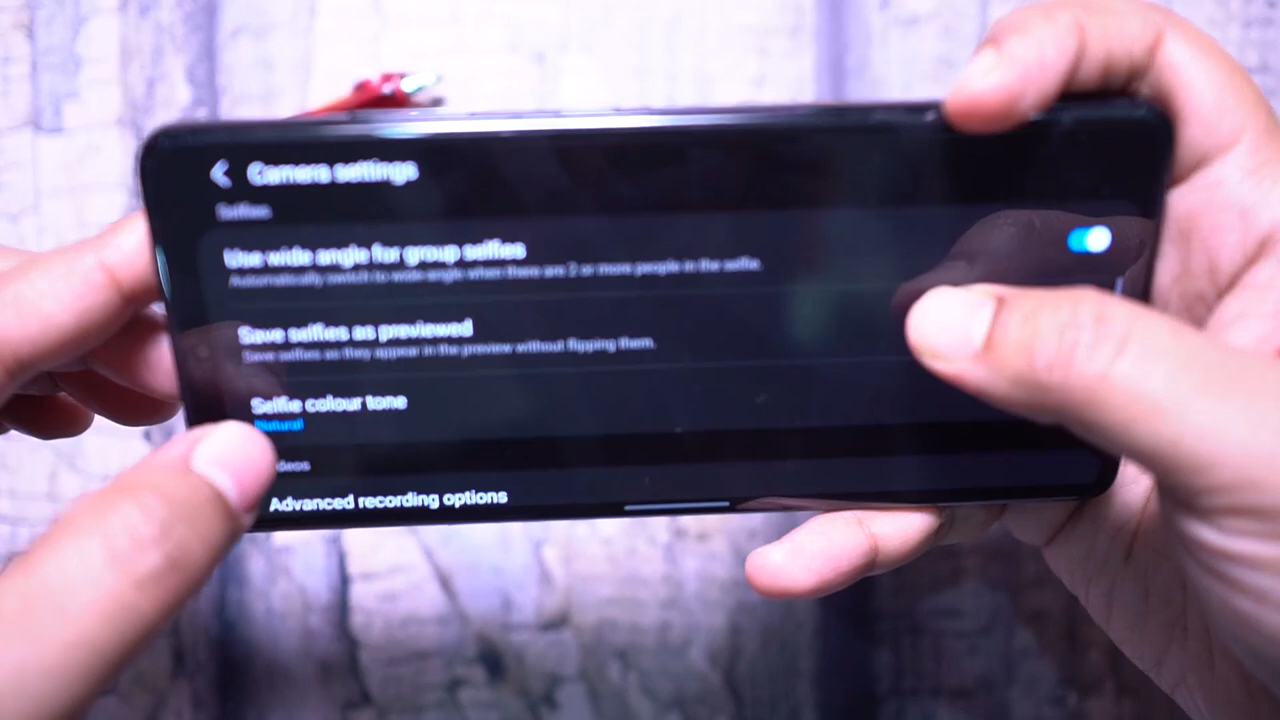 Camera settings
Selfies
Use wide angle for group selfies
Automatically switch to wide angle when there are 2 or more people in the selfie.
Save selfies as previewed
Save selfies as they appear in the preview without flipping them.
Selfie colour tone
Natural
deos
Advanced recording options